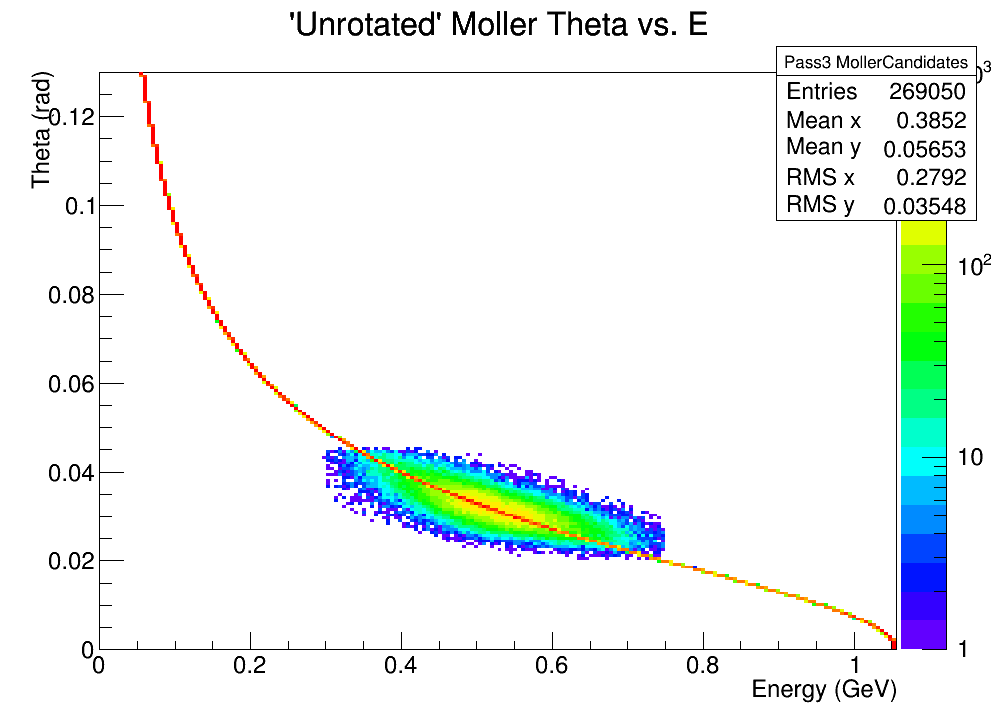 'Unrotated' Moller Theta vs. E
Theta (rad)
Pass3 MollerCandidates
Entries 269050
Mean x 0.3852
Mean y 0.05653
RMS x 0.2792
RMS y 0.03548
0.12
0.1
0.08
0.06
0.04
0.02
0
0 0.2 0.4 0.6 0.8 1
Energy (GeV)
10²
10
1